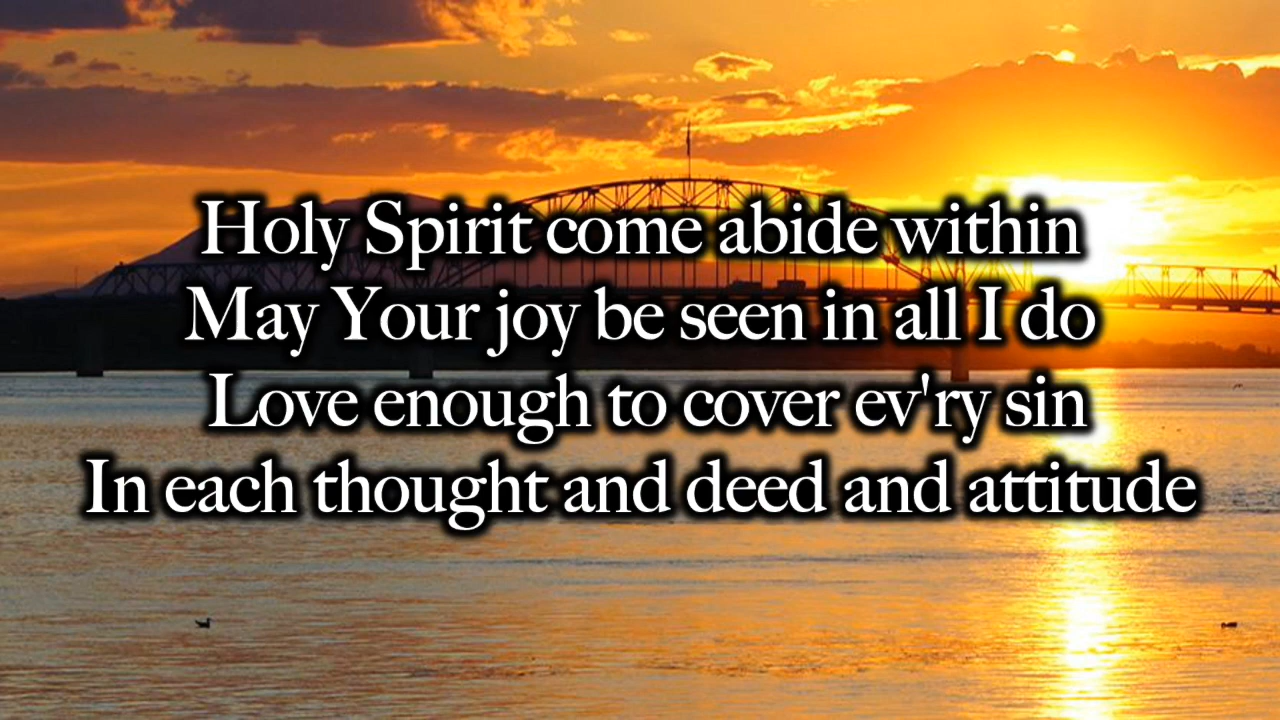 Holy Spirit come abide within
May Your joy be seen in all I do
Love enough to cover ev'ry sin
In each thought and deed and attitude